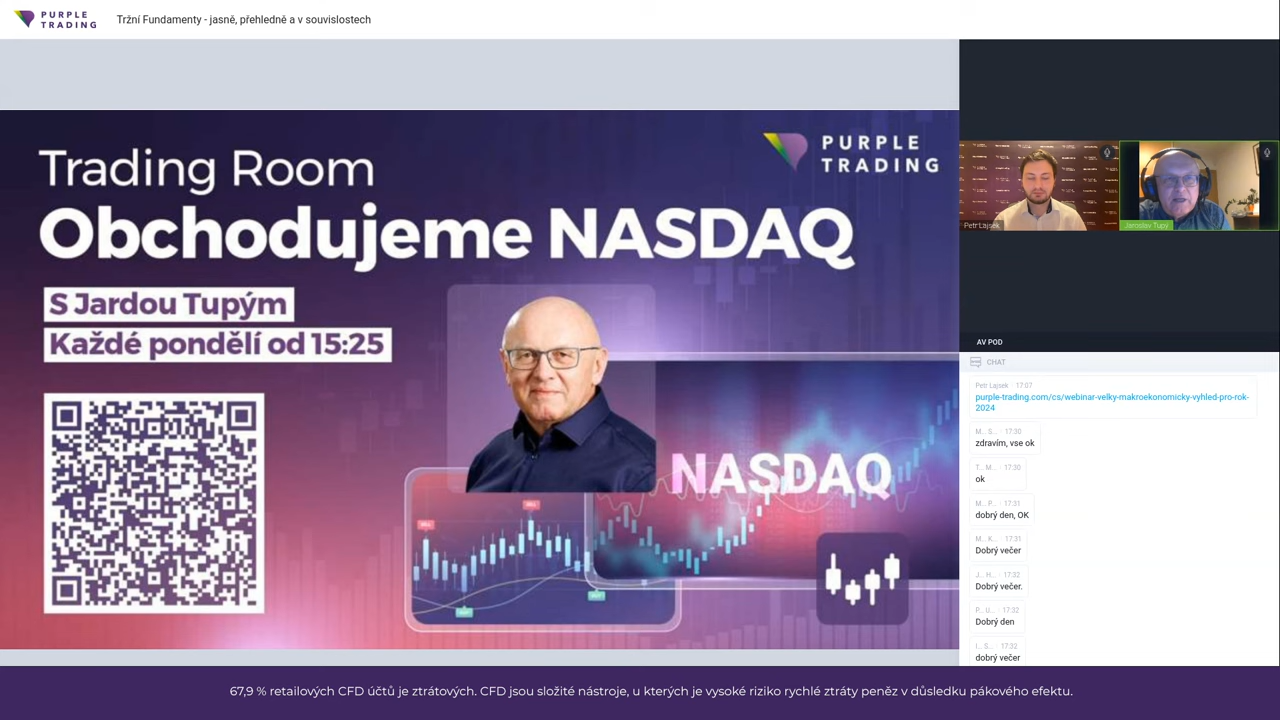 PURPLE
TRADING
Tržní Fundamenty - jasně, přehledně a v souvislostech
Trading Room
Obchodujeme NASDAQ
S Jardou Tupým
Každé pondělí od 15:25
PURPLE
TRADING
NASDAQ
SELL
SELL
BUY
BUY
Petr Lajsek
Jaroslav Tupý
AV POD
CHAT
Petr Lajsek 17:07
purple-trading.com/cs/webinar-velky-makroekonomicky-vyhled-pro-rok-
2024
M... S... 17:30
zdravím, vse ok
T... M... 17:30
ok
M... P... 17:31
dobrý den, OK
M... K... 17:31
Dobrý večer
J... H... 17:32
Dobrý večer.
P... U... 17:32
Dobrý den
I... S... 17:32
dobrý večer
67,9 % retailových CFD účtů je ztrátových. CFD jsou složité nástroje, u kterých je vysoké riziko rychlé ztráty peněz v důsledku pákového efektu.